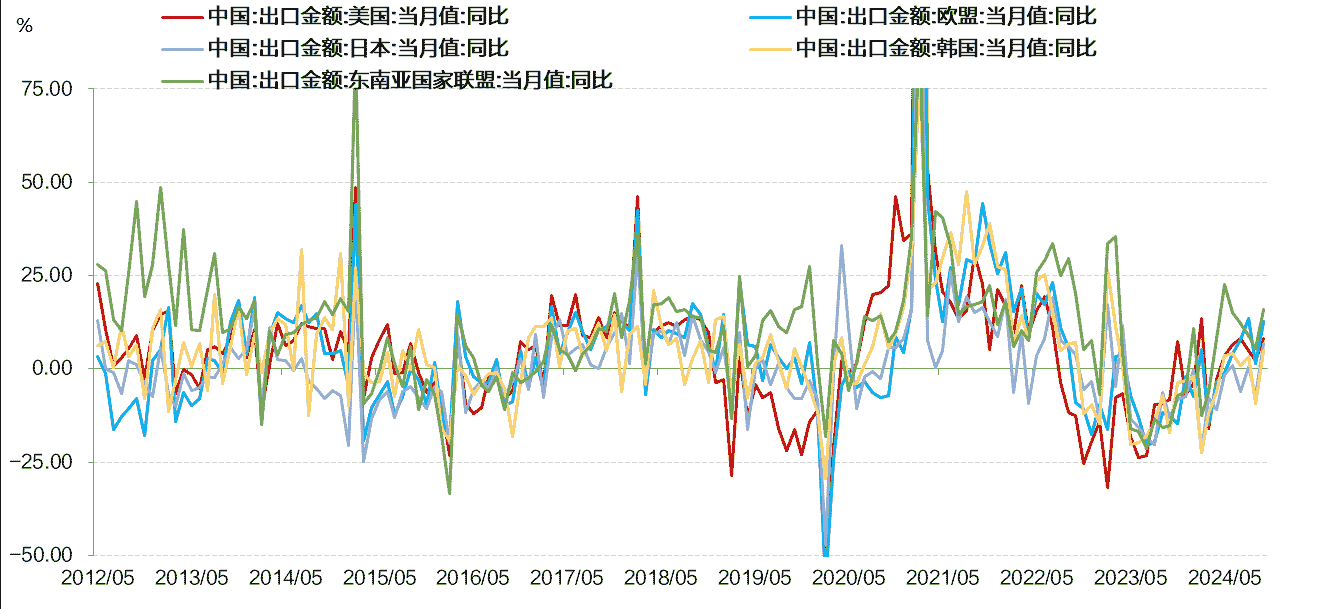 %
中国:出口金额:美国:当月值:同比
中国:出口金额:欧盟:当月值:同比
中国:出口金额:日本:当月值:同比
中国:出口金额:韩国:当月值:同比
中国:出口金额:东南亚国家联盟:当月值:同比
75.00
50.00
25.00
0.00
−25.00
−50.00
2012/05 2013/05 2014/05 2015/05 2016/05 2017/05 2018/05 2019/05 2020/05 2021/05 2022/05 2023/05 2024/05